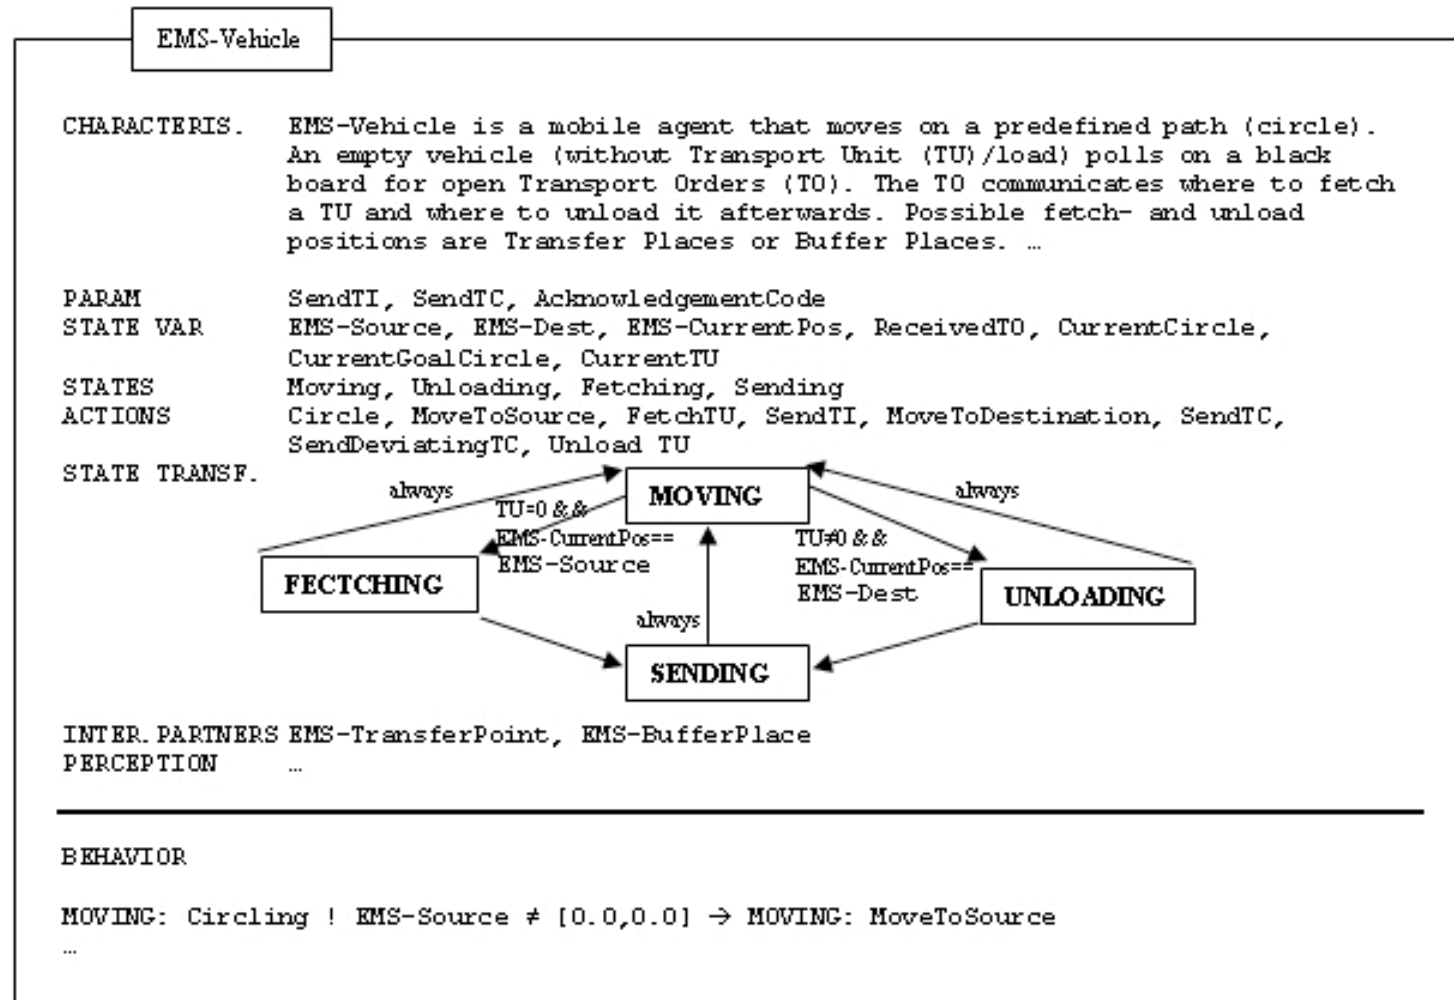 EMS-Vehicle
CHARACTERIS. EMS-Vehicle is a mobile agent that moves on a predefined path (circle).
An empty vehicle (without Transport Unit (TU)/load) polls on a black
board for open Transport Orders (TO). The TO communicates where to fetch
a TU and where to unload it afterwards. Possible fetch- and unload
positions are Transfer Places or Buffer Places. …
PARAM SendTI, SendTC, AcknowledgementCode
STATE VAR EMS-Source, EMS-Dest, EMS-CurrentPos, ReceivedTO, CurrentCircle,
CurrentGoalCircle, CurrentTU
STATES Moving, Unloading, Fetching, Sending
ACTIONS Circle, MoveToSource, FetchTU, SendTI, MoveToDestination, SendTC,
SendDeviatingTC, Unload TU
STATE TRANSF.
always
MOVING
always
TU=0 &&
EMS-CurrentPos==
EMS-Source
TU≠0 &&
EMS-CurrentPos==
EMS-Dest
FECTCHING
UNLOADING
always
SENDING
INTER.PARTNERS EMS-TransferPoint, EMS-BufferPlace
PERCEPTION …
BEHAVIOR
MOVING: Circling ! EMS-Source ≠ [0.0,0.0] → MOVING: MoveToSource
…